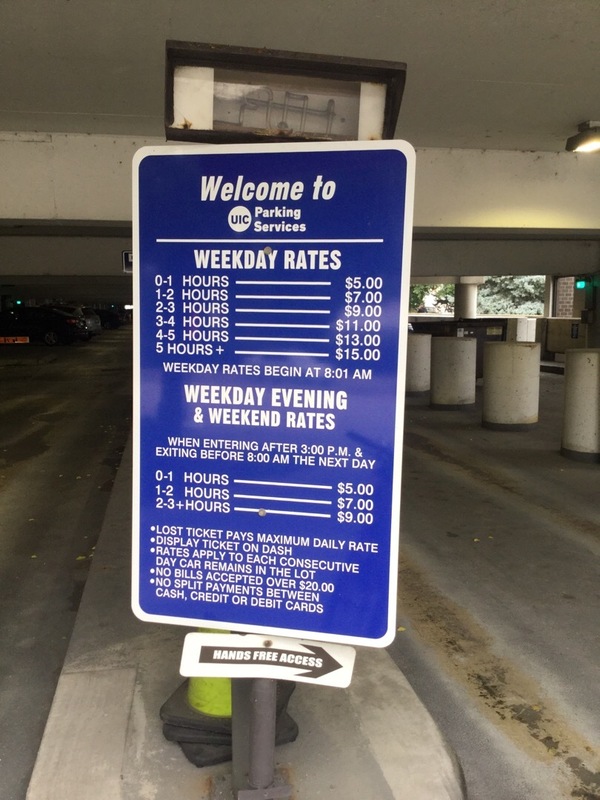 Welcome to
UIC Parking
Services
WEEKDAY RATES
0-1 HOURS $5.00
1-2 HOURS $7.00
2-3 HOURS $9.00
3-4 HOURS $11.00
4-5 HOURS $13.00
5 HOURS + $15.00
WEEKDAY RATES BEGIN AT 8:01 AM
WEEKDAY EVENING
& WEEKEND RATES
WHEN ENTERING AFTER 3:00 P.M. &
EXITING BEFORE 8:00 AM THE NEXT DAY
0-1 HOURS $5.00
1-2 HOURS $7.00
2-3+HOURS $9.00
•LOST TICKET PAYS MAXIMUM DAILY RATE
•DISPLAY TICKET ON DASH
•RATES APPLY TO EACH CONSECUTIVE
DAY CAR REMAINS IN THE LOT
•NO BILLS ACCEPTED OVER $20.00
•NO SPLIT PAYMENTS BETWEEN
CASH, CREDIT OR DEBIT CARDS
HANDS FREE ACCESS